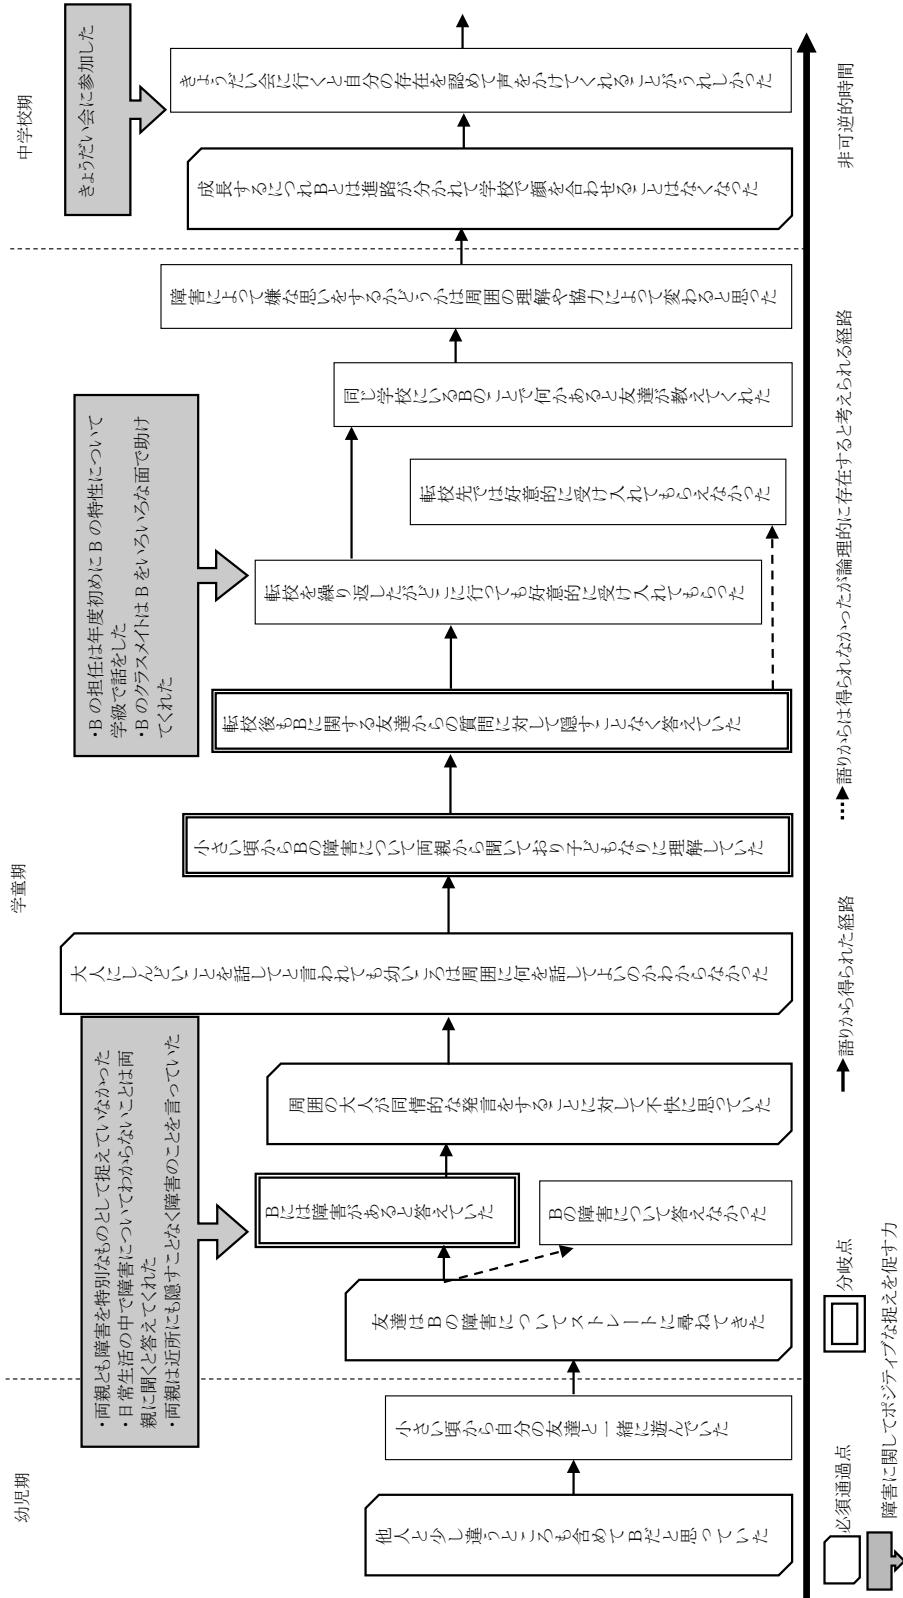 幼児期
学童期
中学校期
・両親とも障害を特別なものとして捉えていなかった
・日常生活の中で障害についてわからないことは両
親に聞くと答えてくれた
・両親は近所にも隠すことなく障害のことを言っていた
・Bの担任は年度初めにBの特性について
学級で話をした
・BのクラスメイトはBをいろいろな面で助け
てくれた
きょうだい会に参加した
他人と少し違うところも含めてBだと思っていた
小さい頃から自分の友達と一緒に遊んでいた
友達はBの障害についてストレートに尋ねてきた
Bには障害があると答えていた
Bの障害について答えなかった
周囲の大人が同情的な発言をすることに対して不快に思っていた
大人にしんどいことを話してと言われても幼いころは周囲に何を話してよいのかわからなかった
小さい頃からBの障害について両親から聞いており子どもなりに理解していた
転校後もBに関する友達からの質問に対して隠すことなく答えていた
転校を繰り返したがどこに行っても好意的に受け入れてもらった
転校先では好意的に受け入れてもらえなかった
同じ学校にいるBのことで何かあると友達が教えてくれた
障害によって嫌な思いをするかどうかは周囲の理解や協力によって変わると思った
成長するにつれBとは進路が分かれて学校で顔を合わせることはなくなった
きょうだい会に行くと自分の存在を認めて声をかけてくれることがうれしかった
必須通過点
分岐点
語りから得られた経路
語りからは得られなかったが論理的に存在すると考えられる経路
非可逆的時間
障害に関してポジティブな捉えを促す力